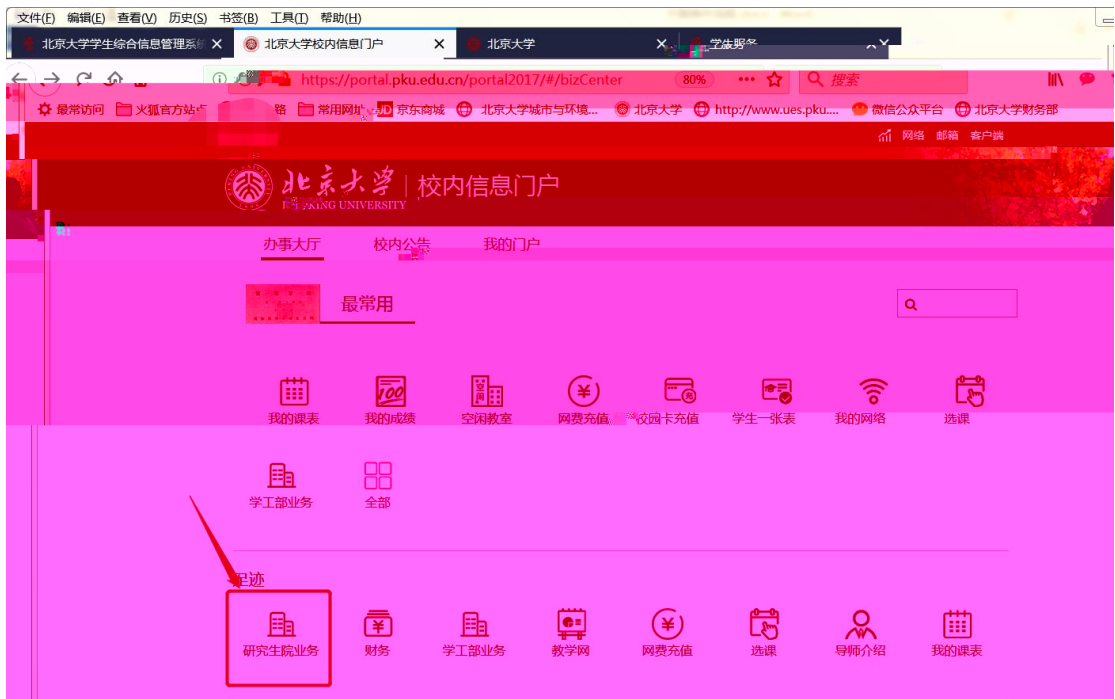 文件(F) 编辑(E) 查看(V) 历史(S) 书签(B) 工具(T) 帮助(H)
北京大学学生综合信息管理系统 北京大学校内信息门户 北京大学
https://portal.pku.edu.cn/portal2017/#/bizCenter 80% 搜索
最常访问 火狐官方站点 常用网址 JD 京东商城 北京大学城市与环境... 北京大学 http://www.ues.pku.... 微信公众平台 北京大学财务部
网络 邮箱 客户端
北京大学 校内信息门户
PEKING UNIVERSITY
办事大厅 校内公告 我的门户
最常用
我的课表 我的成绩 空闲教室 网费充值 校园卡充值 学生一张表 我的网络 选课
学工部业务 全部
足迹
研究生院业务 财务 学工部业务 教学网 网费充值 选课 导师介绍 我的课表